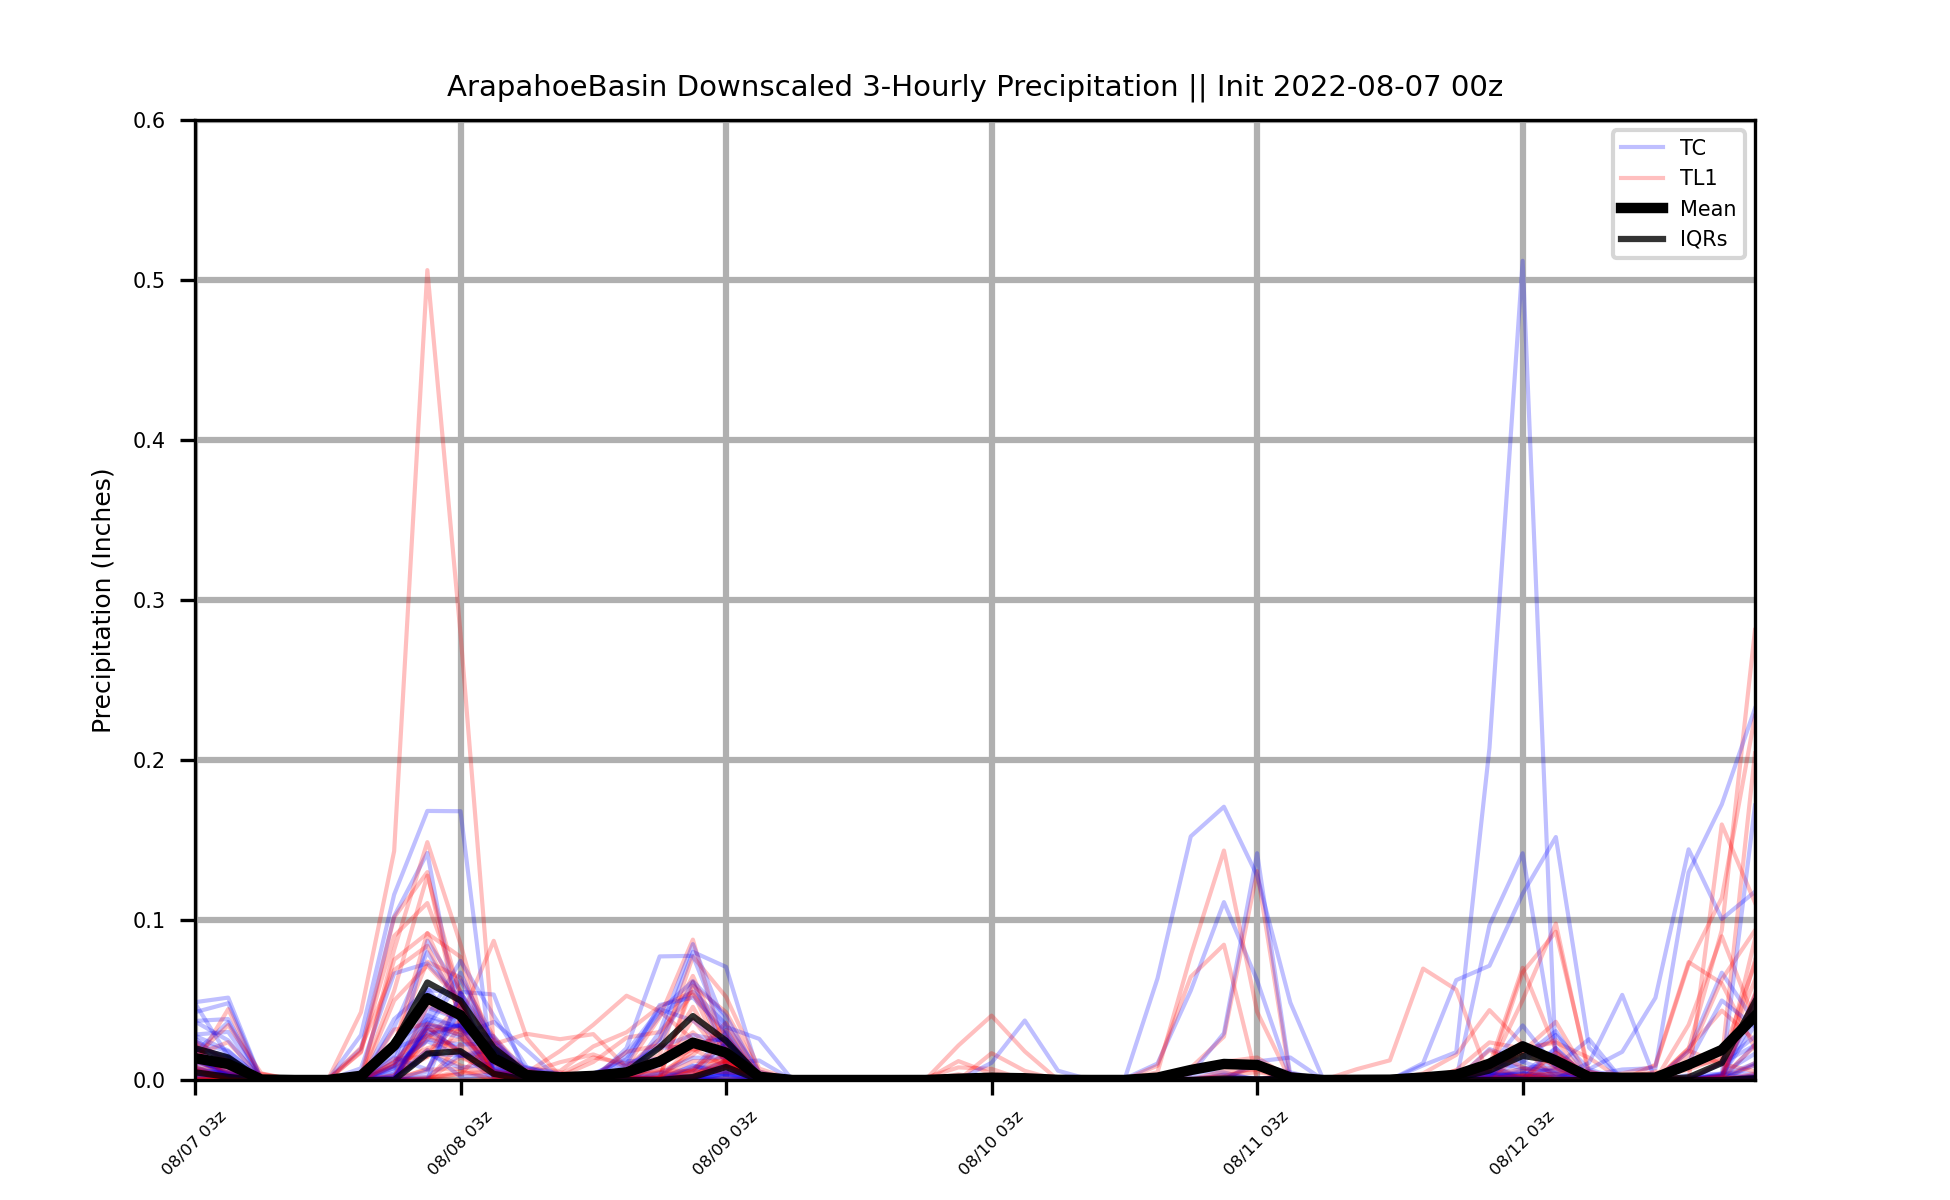 ArapahoeBasin Downscaled 3-Hourly Precipitation || Init 2022-08-07 00z
TC
TL1
Mean
IQRs
Precipitation (Inches)
0.6
0.5
0.4
0.3
0.2
0.1
0.0
08/07 03z
08/08 03z
08/09 03z
08/10 03z
08/11 03z
08/12 03z